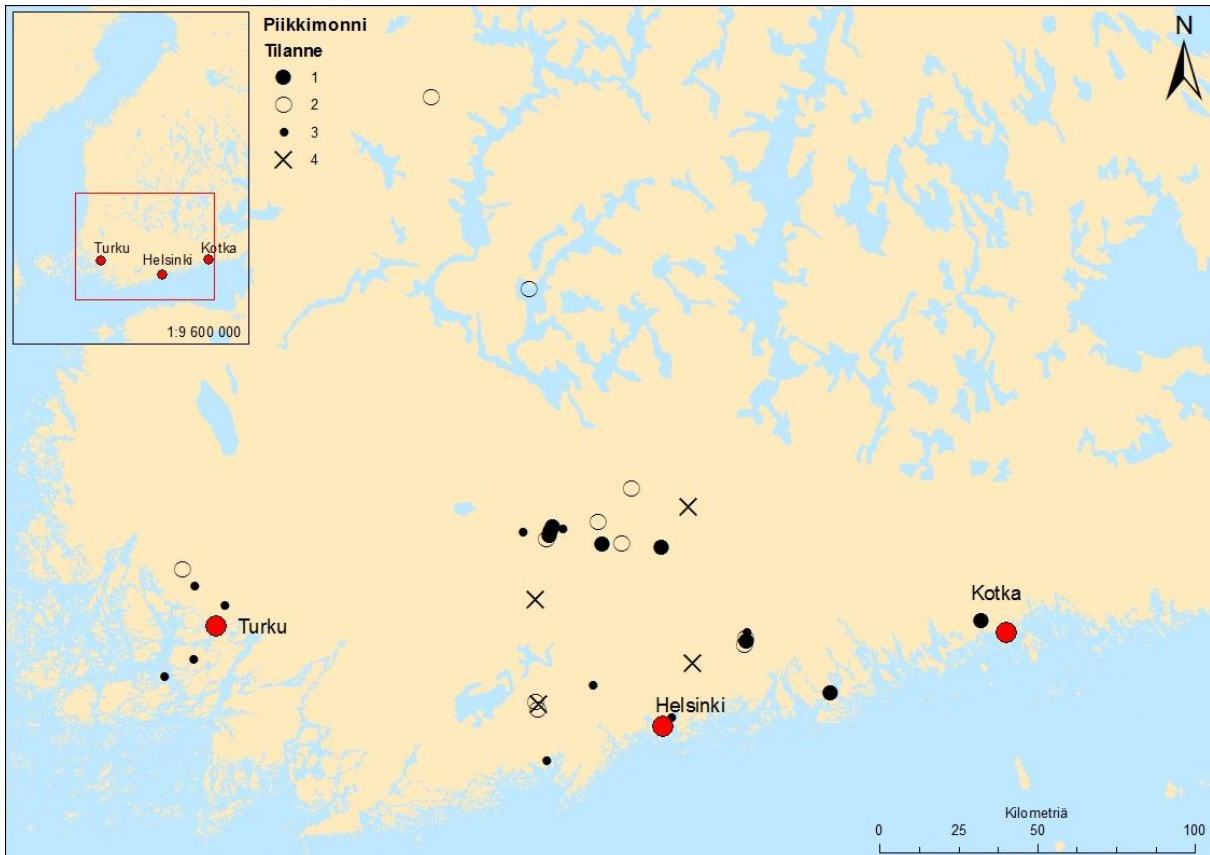 Piikkimonni
Tilanne
1
2
3
4
N
Turku
Helsinki
Kotka
1:9 600 000
Kotka
Turku
Helsinki
Kilometriä
0 25 50 100